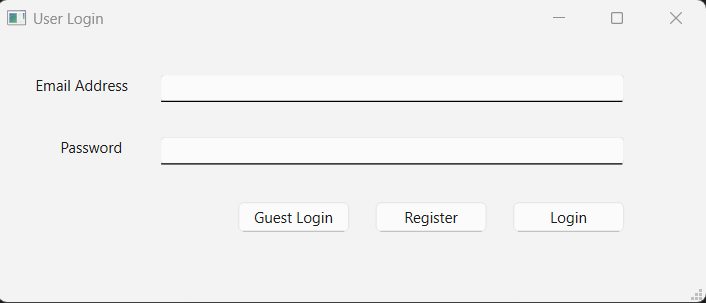 User Login
Email Address
Password
Guest Login Register Login